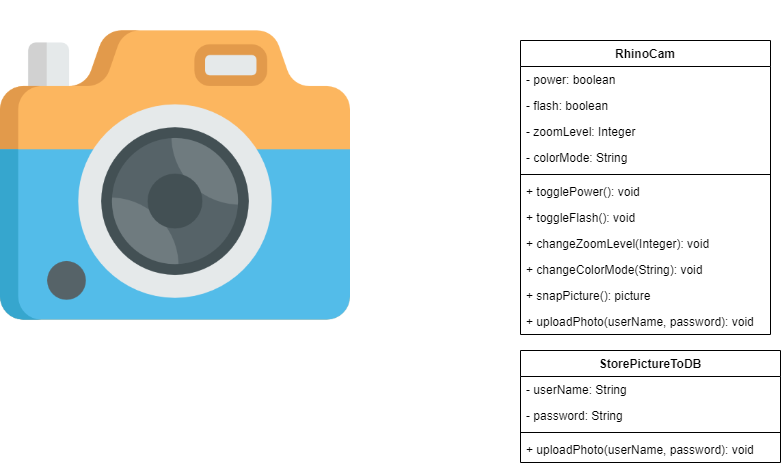 RhinoCam
- power: boolean
- flash: boolean
- zoomLevel: Integer
- colorMode: String
+ togglePower(): void
+ toggleFlash(): void
+ changeZoomLevel(Integer): void
+ changeColorMode(String): void
+ snapPicture(): picture
+ uploadPhoto(userName, password): void
StorePictureToDB
- userName: String
- password: String
+ uploadPhoto(userName, password): void